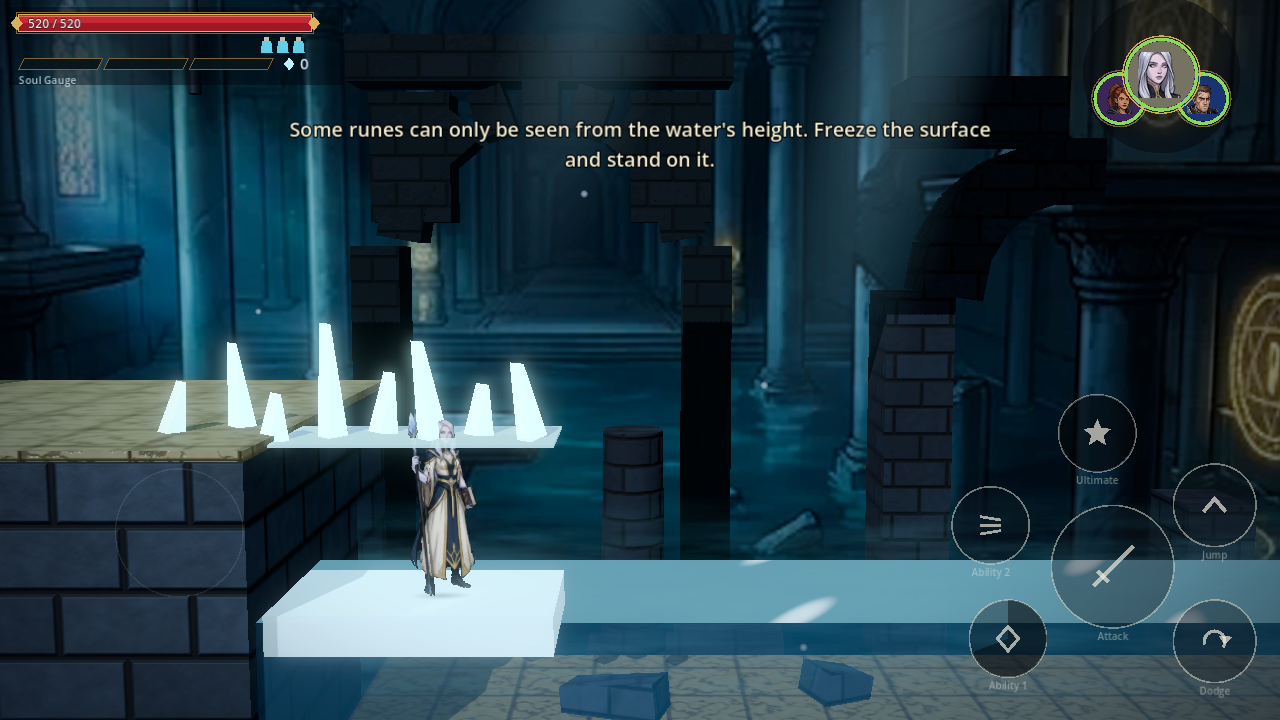 520 / 520
0
Soul Gauge
Some runes can only be seen from the water's height. Freeze the surface
and stand on it.
Ultimate
Jump
Ability 2
Attack
Ability 1
Dodge